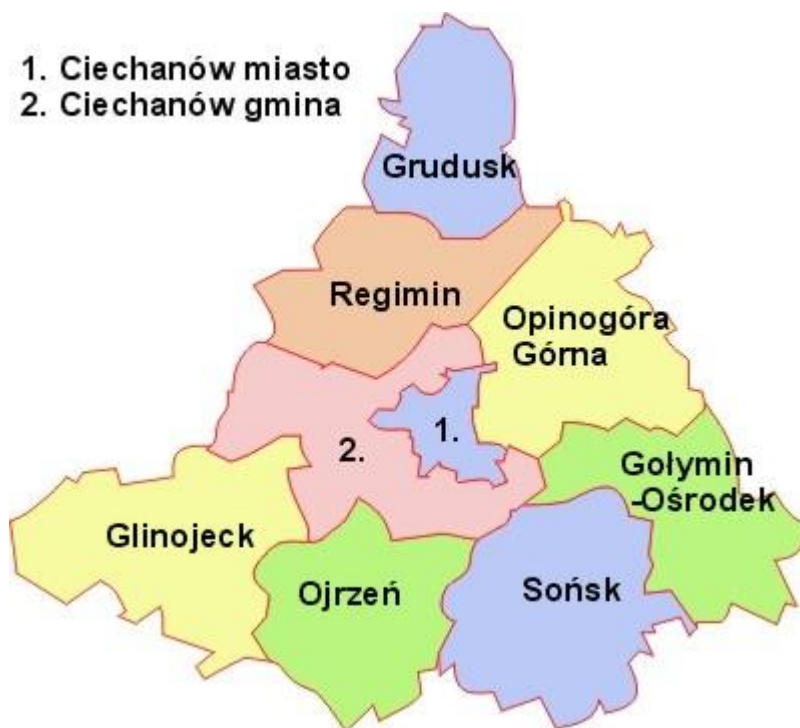 1. Ciechanów miasto
2. Ciechanów gmina
Grudusk
Regimin
Opinogóra
Górna
1.
2.
Gołymin
-Ośrodek
Glinojeck
Ojrzeń
Sońsk